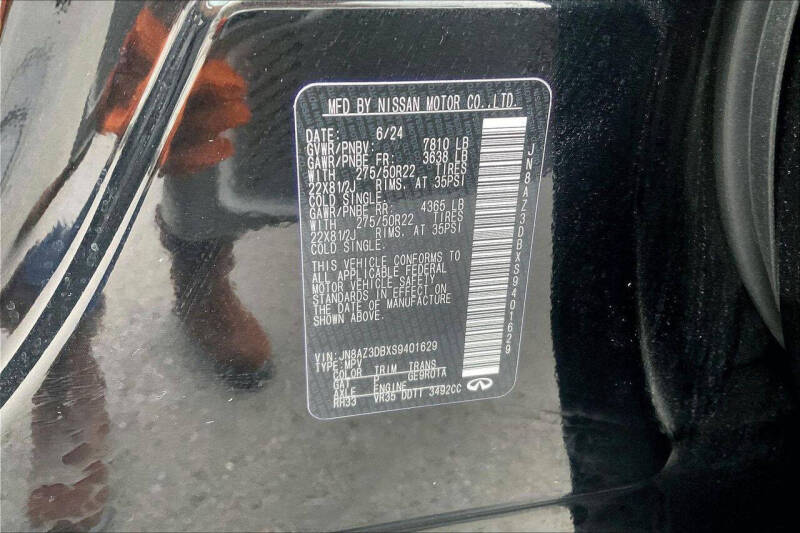 MFD BY NISSAN MOTOR CO.,LTD.
DATE: 6/24
GVWR/PNBV: 7810 LB
GAWR/PNBE FR: 3638 LB
WITH 275/50R22 TIRES
22X81/2J RIMS. AT 35PSI
COLD SINGLE.
GAWR/PNBE RR: 4365 LB
WITH 275/50R22 TIRES
22X81/2J RIMS. AT 35PSI
COLD SINGLE.
THIS VEHICLE CONFORMS TO
ALL APPLICABLE FEDERAL
MOTOR VEHICLE SAFETY
STANDARDS IN EFFECT ON
THE DATE OF MANUFACTURE
SHOWN ABOVE.
VIN: JN8AZ3DBXS9401629
TYPE: MPV
COLOR TRIM TRANS
GAT P GE9R01A
AXLE ENGINE
RH33 VR35 DDTT 3492CC
JN8AZ3DBXS9401629